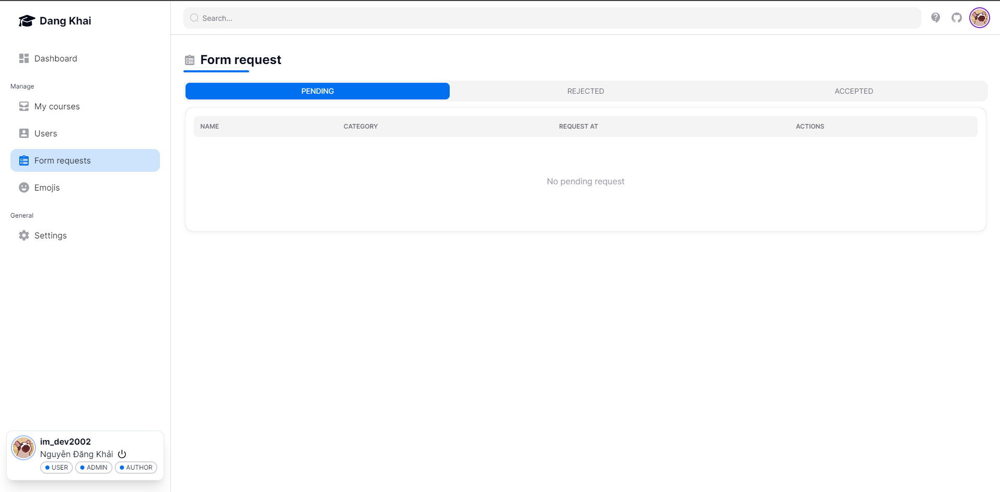 Dang Khai
Search...
Dashboard
Manage
My courses
Users
Form requests
Emojis
General
Settings
Form request
PENDING REJECTED ACCEPTED
NAME CATEGORY REQUEST AT ACTIONS
No pending request
im_dev2002
Nguyễn Đăng Khải
USER ADMIN AUTHOR